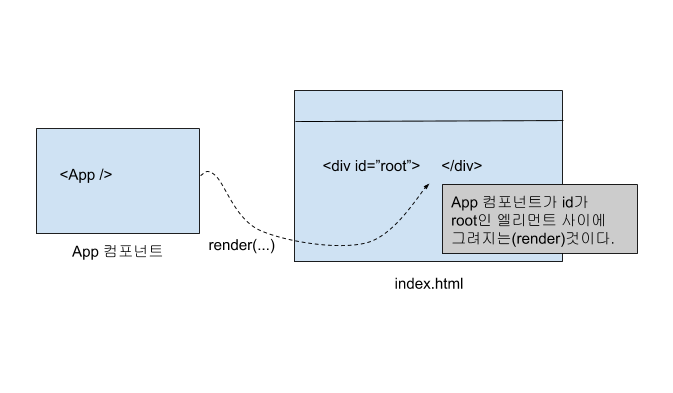 <App />
App 컴포넌트
render(...)
<div id=”root”> </div>
App 컴포넌트가 id가
root인 엘리먼트 사이에
그려지는(render)것이다.
index.html